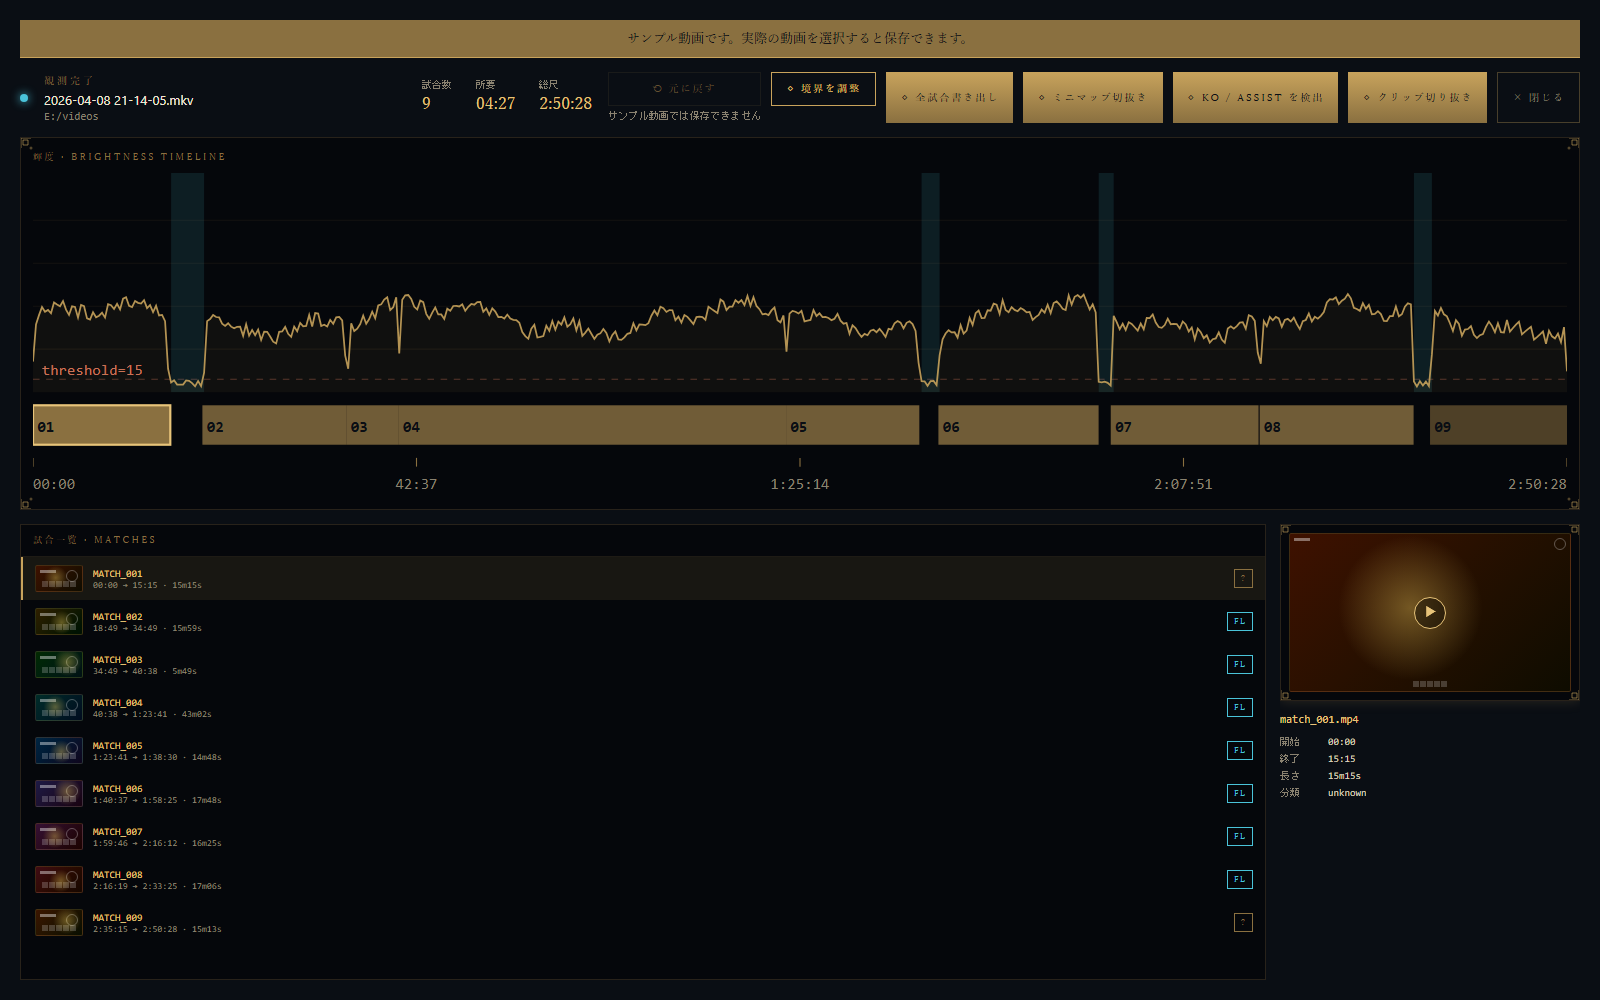 サンプル動画です。実際の動画を選択すると保存できます。
観測完了
2026-04-08 21-14-05.mkv
E:/videos
試合数
9
所要
04:27
総尺
2:50:28
元に戻す
サンプル動画では保存できません
境界を調整
全試合書き出し
ミニマップ切抜き
KO / ASSIST を検出
クリップ切り抜き
× 閉じる
輝度 · BRIGHTNESS TIMELINE
threshold=15
01 02 03 04 05 06 07 08 09
00:00 42:37 1:25:14 2:07:51 2:50:28
試合一覧 · MATCHES
MATCH_001
00:00 → 15:15 · 15m15s
?
MATCH_002
18:49 → 34:49 · 15m59s
FL
MATCH_003
34:49 → 40:38 · 5m49s
FL
MATCH_004
40:38 → 1:23:41 · 43m02s
FL
MATCH_005
1:23:41 → 1:38:30 · 14m48s
FL
MATCH_006
1:40:37 → 1:58:25 · 17m48s
FL
MATCH_007
1:59:46 → 2:16:12 · 16m25s
FL
MATCH_008
2:16:19 → 2:33:25 · 17m06s
FL
MATCH_009
2:35:15 → 2:50:28 · 15m13s
?
match_001.mp4
開始 00:00
終了 15:15
長さ 15m15s
分類 unknown